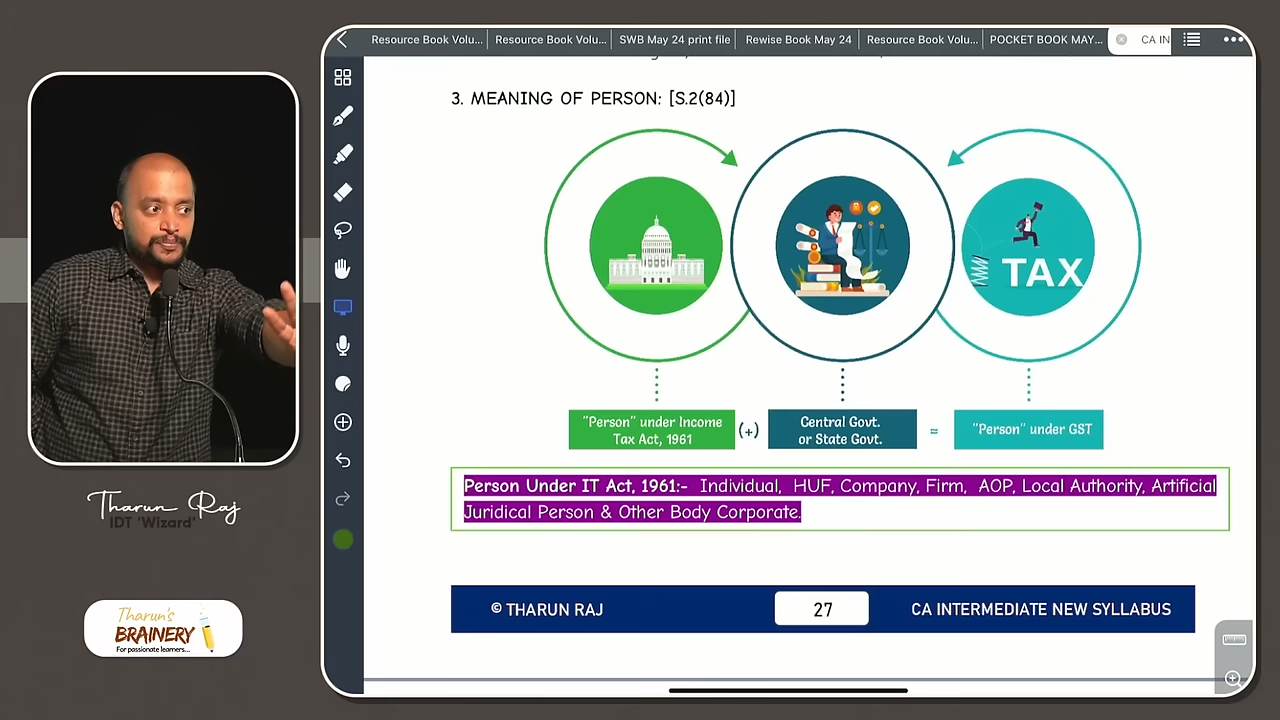 Resource Book Volu...
Resource Book Volu...
SWB May 24 print file
Rewise Book May 24
Resource Book Volu...
POCKET BOOK MAY...
CA IN
3. MEANING OF PERSON: [S.2(84)]
TAX
"Person" under Income
Tax Act, 1961
(+)
Central Govt.
or State Govt.
=
"Person" under GST
Person Under IT Act, 1961:- Individual, HUF, Company, Firm, AOP, Local Authority, Artificial
Juridical Person & Other Body Corporate.
© THARUN RAJ
27
CA INTERMEDIATE NEW SYLLABUS
Tharun Raj
IDT 'Wizard'
Tharun's
BRAINERY
For passionate learners...